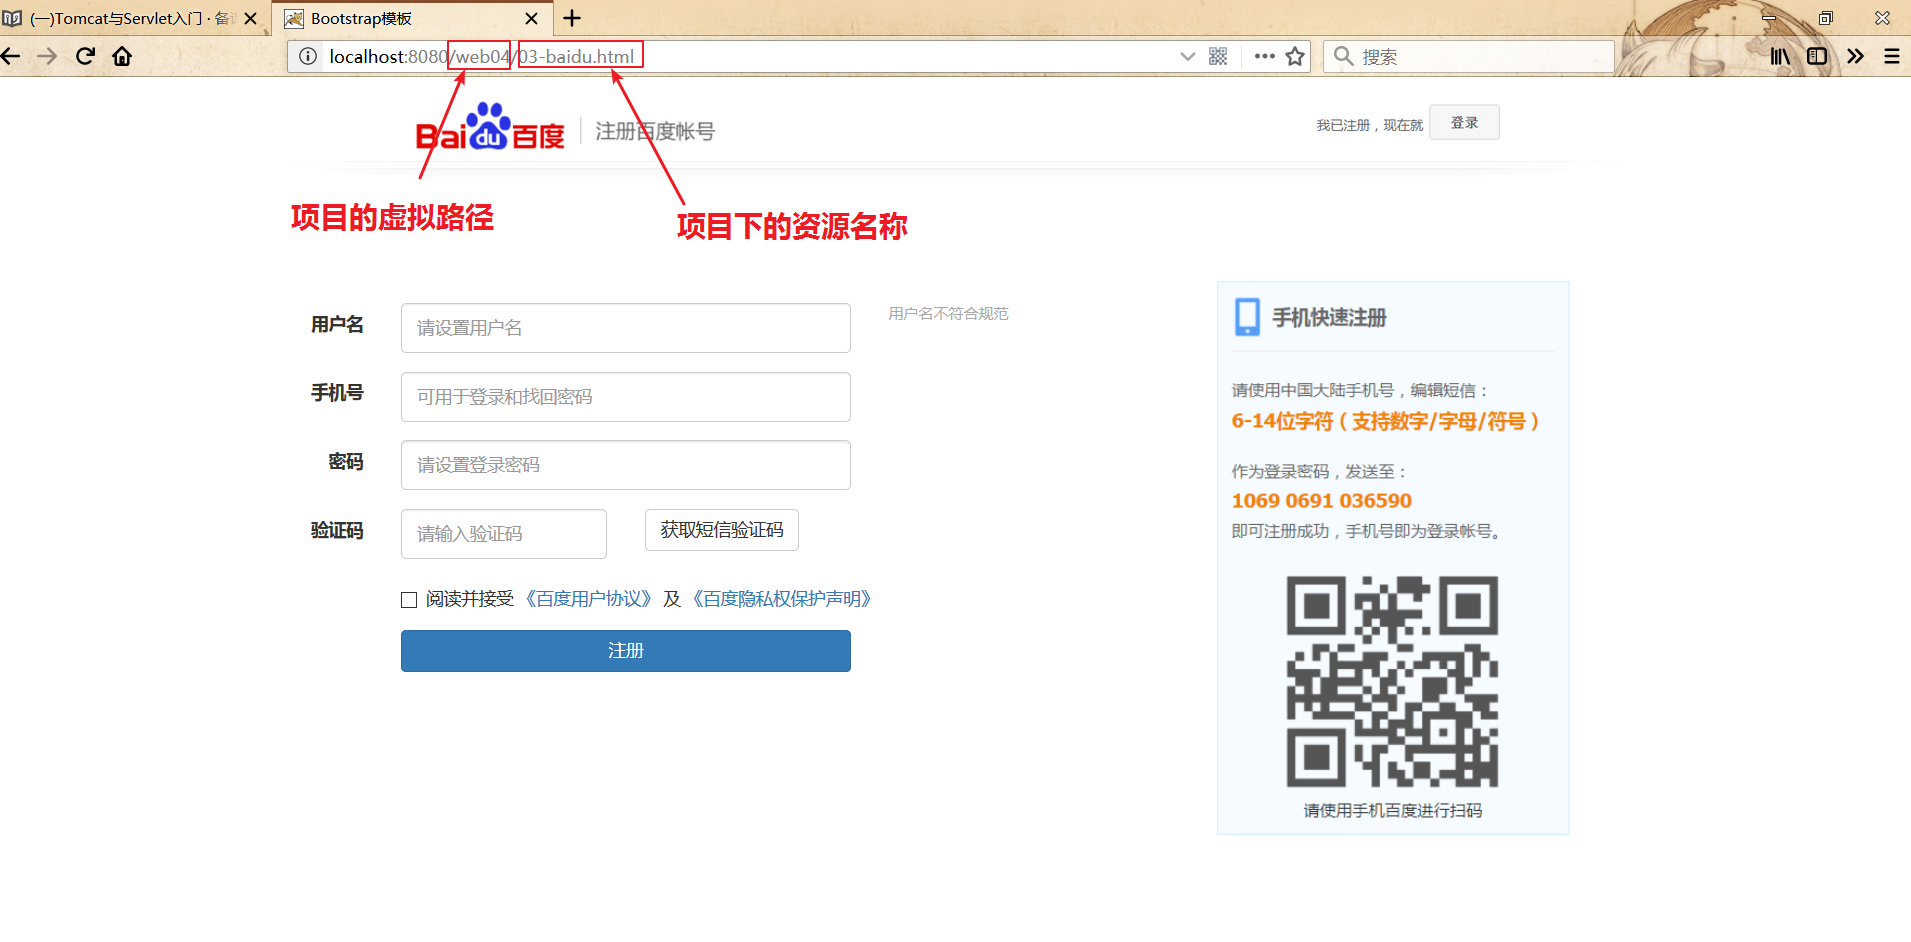 (一)Tomcat与Servlet入门 · 备
Bootstrap模板
localhost:8080/web04/03-baidu.html
搜索
Bai du 百度
注册百度帐号
我已注册，现在就
登录
项目的虚拟路径
项目下的资源名称
用户名
请设置用户名
用户名不符合规范
手机号
可用于登录和找回密码
密码
请设置登录密码
验证码
请输入验证码
获取短信验证码
阅读并接受《百度用户协议》及《百度隐私权保护声明》
注册
手机快速注册
请使用中国大陆手机号，编辑短信：
6-14位字符（支持数字/字母/符号）
作为登录密码，发送至：
1069 0691 036590
即可注册成功，手机号即为登录帐号。
请使用手机百度进行扫码